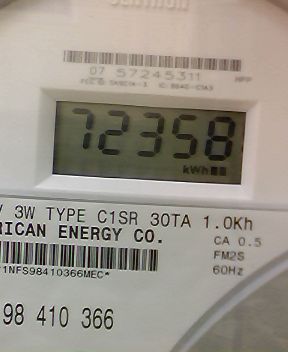 07 57245311
72358
kWh
V 3W TYPE C1SR 30TA 1.0Kh
RICAN ENERGY CO.
CA 0.5
FM2S
60Hz
*1NFS98410366MEC*
98 410 366